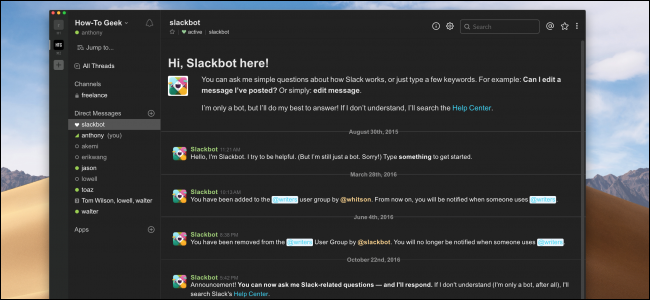 How-To Geek
anthony
Jump to...
All Threads
Channels
freelance
Direct Messages
slackbot
anthony (you)
akemi
erikwang
jason
lowell
toaz
Tom Wilson, lowell, walter
walter
Apps
slackbot
active | slackbot
Search
Hi, Slackbot here!
You can ask me simple questions about how Slack works, or just type a few keywords. For example: Can I edit a
message I've posted? Or simply: edit message.
I'm only a bot, but I'll do my best to answer! If I don't understand, I'll search the Help Center.
August 30th, 2015
Slackbot 11:21 AM
Hello, I'm Slackbot. I try to be helpful. (But I'm still just a bot. Sorry!) Type something to get started.
March 28th, 2016
Slackbot 10:13 AM
You have been added to the @writers user group by @whitson. From now on, you will be notified when someone uses @writers.
June 4th, 2016
Slackbot 8:39 PM
You have been removed from the @writers User Group by @slackbot. You will no longer be notified when someone uses @writers.
October 22nd, 2016
Slackbot 5:42 PM
Announcement! You can now ask me Slack-related questions — and I'll respond. If I don't understand (I'm only a bot, after all), I'll
search Slack's Help Center.